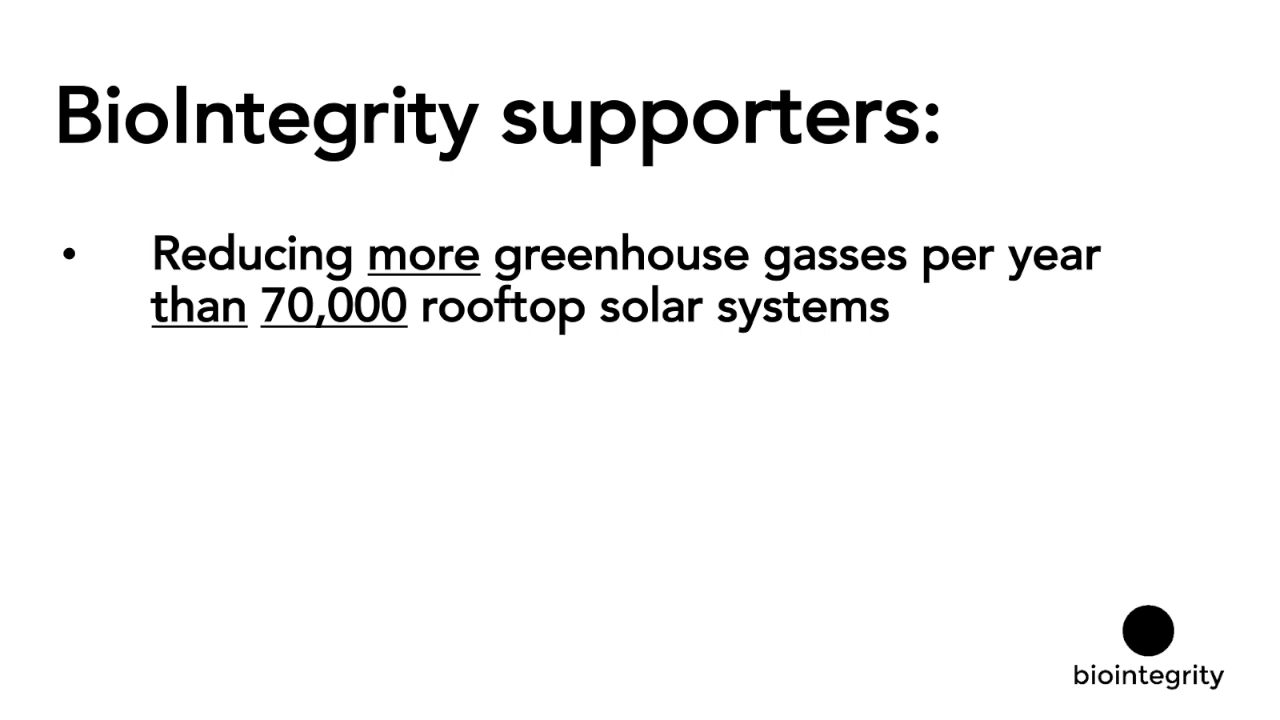 BioIntegrity supporters:
• Reducing more greenhouse gasses per year
than 70,000 rooftop solar systems
biointegrity